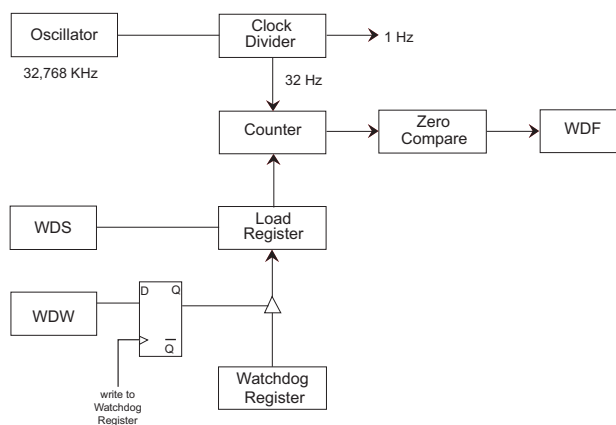 Oscillator
Clock
Divider
1 Hz
32,768 KHz
32 Hz
Counter
Zero
Compare
WDF
WDS
Load
Register
WDW
D
Q
Q
write to
Watchdog
Register
Watchdog
Register